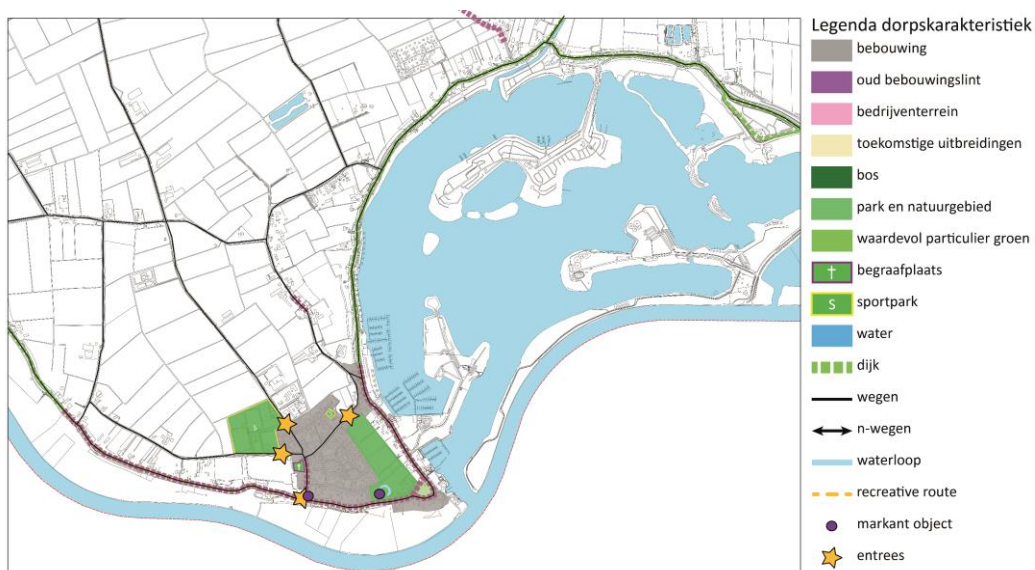 Legenda dorpskarakteristiek
bebouwing
oud bebouwingslint
bedrijventerrein
toekomstige uitbreidingen
bos
park en natuurgebied
waardevol particulier groen
begraafplaats
S
sportpark
water
dijk
wegen
n-wegen
waterloop
recreative route
markant object
entrees
S